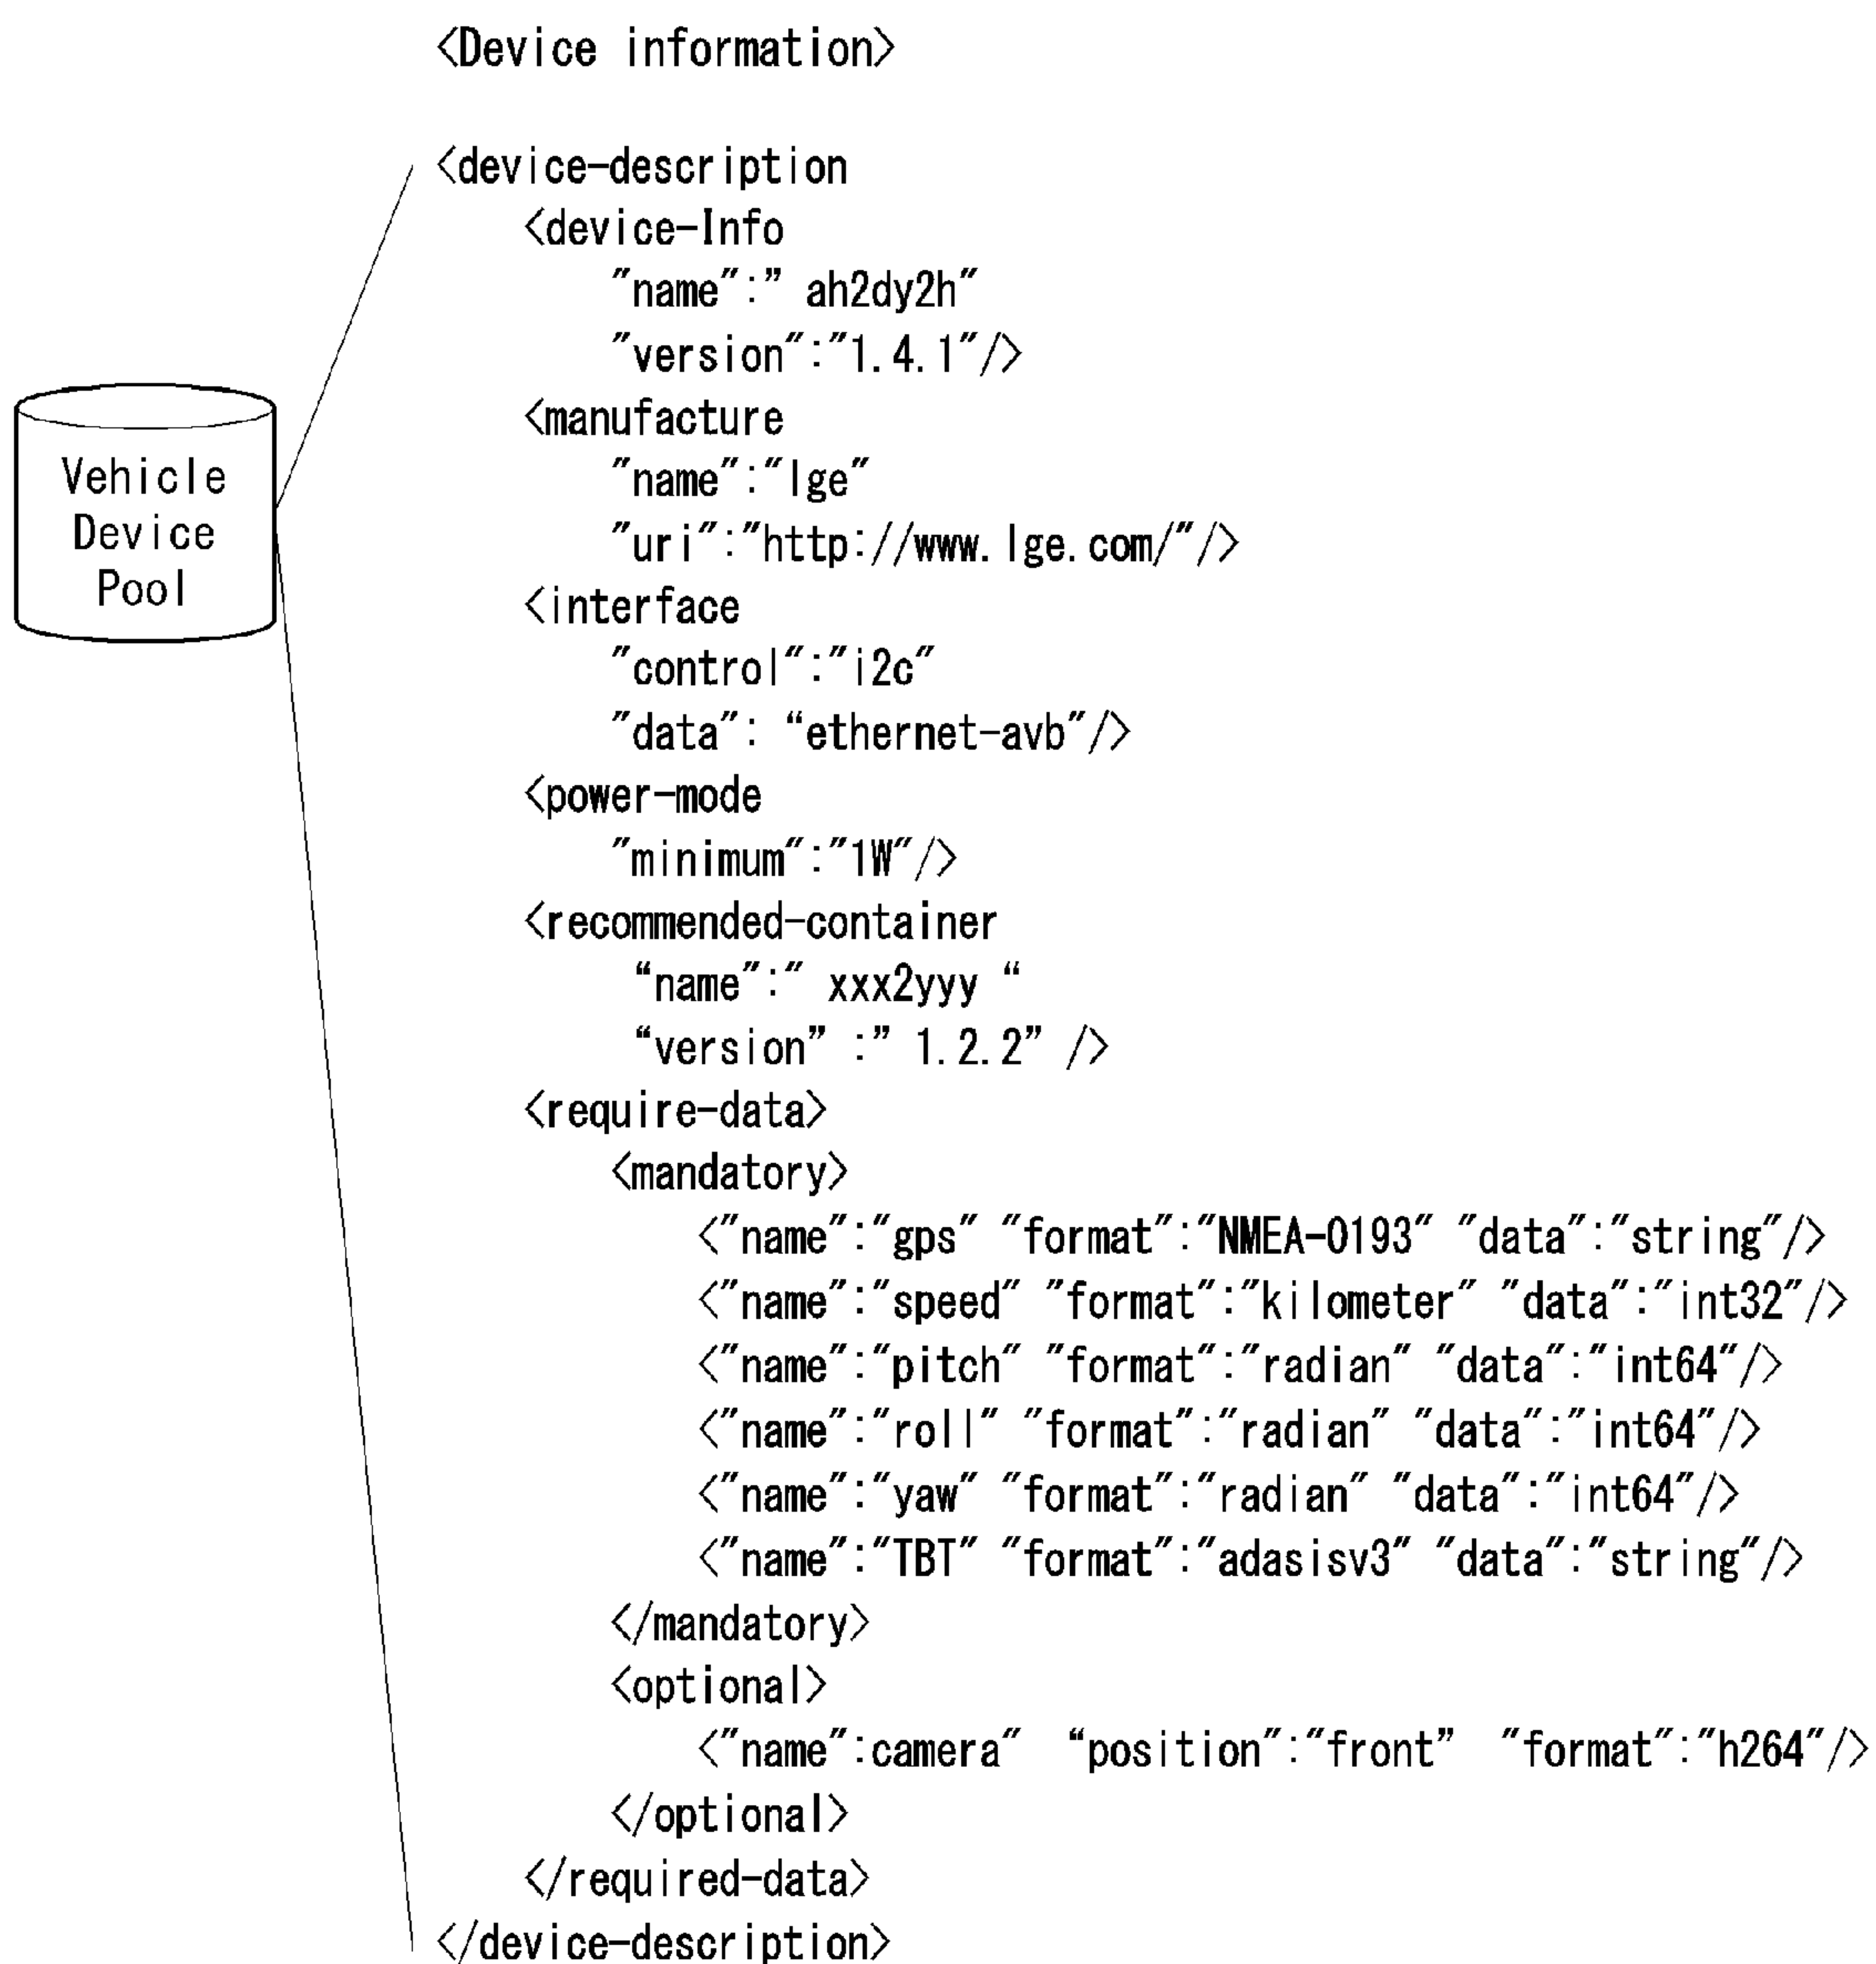 <Device information>
<device-description
<device-Info
"name":” ah2dy2h"
"version":"1.4.1"/>
<manufacture
"name":"lge"
"uri":"http://www.lge.com/"/>
<interface
"control":"i2c"
"data": “ethernet-avb"/>
<power-mode
"minimum":"1W"/>
<recommended-container
“name":" xxx2yyy “
“version” :” 1.2.2” />
<require-data>
<mandatory>
<"name":"gps" "format":"NMEA-0193" "data":"string"/>
<"name":"speed" "format":"kilometer" "data":"int32"/>
<"name":"pitch" "format":"radian" "data":"int64"/>
<"name":"roll" "format":"radian" "data":"int64"/>
<"name":"yaw" "format":"radian" "data":"int64"/>
<"name":"TBT" "format":"adasisv3" "data":"string"/>
</mandatory>
<optional>
<"name":camera" “position":"front” "format":"h264"/>
</optional>
</required-data>
</device-description>
Vehicle
Device
Pool